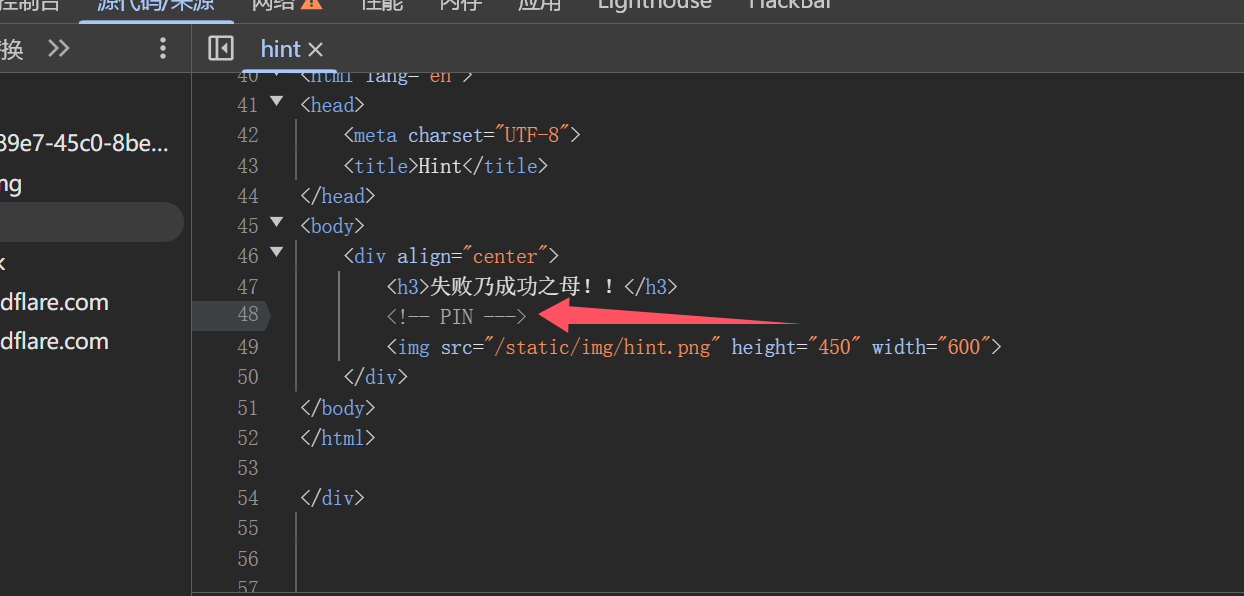 控制台 源代码/来源 网络 性能 内存 应用 Lighthouse HackBar
换 hint
39e7-45c0-8be...
ng
k
dflare.com
dflare.com
40 <html lang="en">
41 <head>
42 <meta charset="UTF-8">
43 <title>Hint</title>
44 </head>
45 <body>
46 <div align="center">
47 <h3>失败乃成功之母！！</h3>
48 <!-- PIN --->
49 <img src="/static/img/hint.png" height="450" width="600">
50 </div>
51 </body>
52 </html>
53
54 </div>
55
56
57